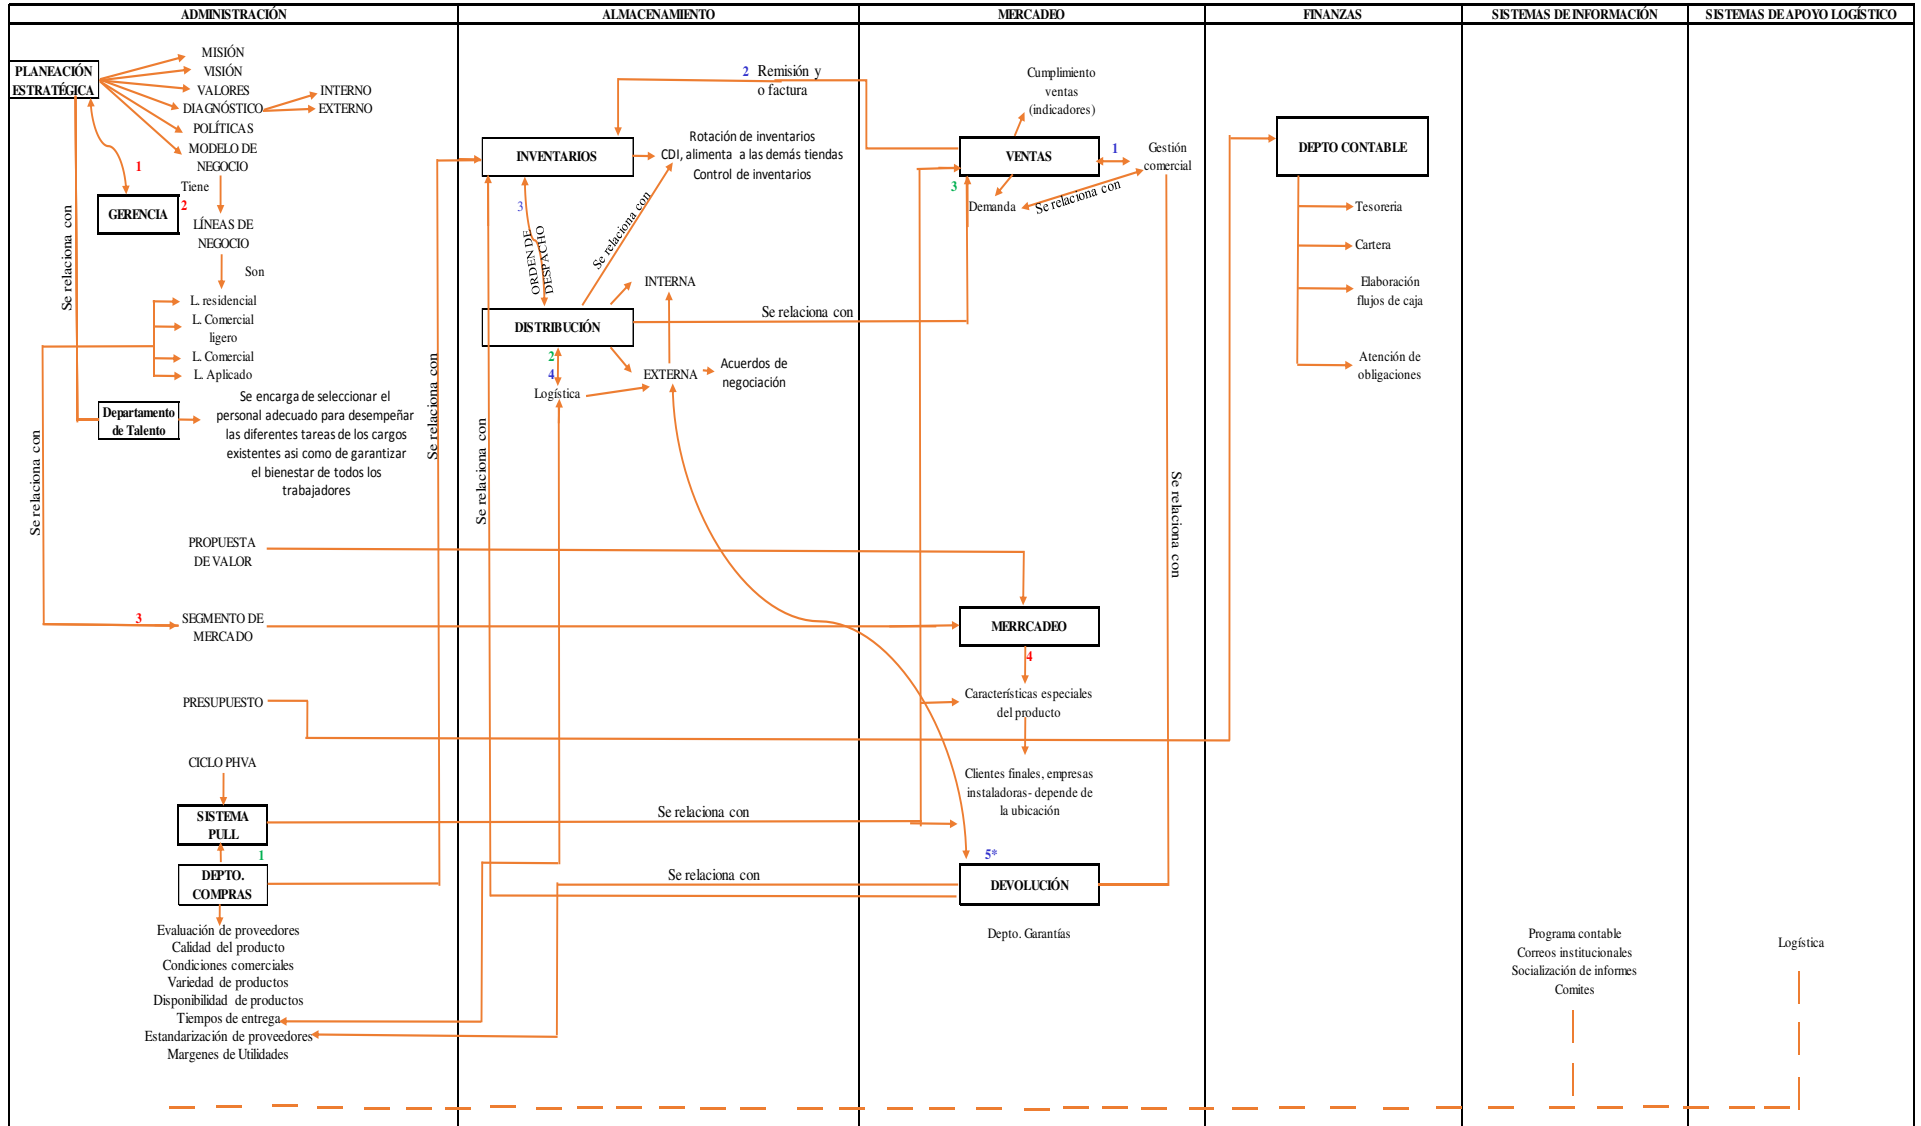 ADMINISTRACIÓN
ALMACENAMIENTO
MERCADEO
FINANZAS
SISTEMAS DE INFORMACIÓN
SISTEMAS DE APOYO LOGÍSTICO
PLANEACIÓN
ESTRATÉGICA
MISIÓN
VISIÓN
VALORES
DIAGNÓSTICO
POLÍTICAS
MODELO DE
NEGOCIO
INTERNO
EXTERNO
1
Tiene
2
GERENCIA
LÍNEAS DE
NEGOCIO
Son
Se relaciona con
L. residencial
L. Comercial
ligero
L. Comercial
L. Aplicado
Departamento
de Talento
Se encarga de seleccionar el
personal adecuado para desempeñar
las diferentes tareas de los cargos
existentes asi como de garantizar
el bienestar de todos los
trabajadores
Se relaciona con
Se relaciona con
PROPUESTA
DE VALOR
3
SEGMENTO DE
MERCADO
PRESUPUESTO
CICLO PHVA
SISTEMA
PULL
1
DEPTO.
COMPRAS
Evaluación de proveedores
Calidad del producto
Condiciones comerciales
Variedad de productos
Disponibilidad de productos
Tiempos de entrega
Estandarización de proveedores
Margenes de Utilidades
2 Remisión y
o factura
INVENTARIOS
Rotación de inventarios
CDI, alimenta a las demás tiendas
Control de inventarios
3
ORDEN DE
DESPACHO
Se relaciona con
INTERNA
DISTRIBUCIÓN
Se relaciona con
2
4
Logística
EXTERNA
Acuerdos de
negociación
Se relaciona con
Se relaciona con
Se relaciona con
Cumplimiento
ventas
(indicadores)
VENTAS
1
Gestión
comercial
3
Demanda
Se relaciona con
Se relaciona con
MERRCADEO
4
Características especiales
del producto
Clientes finales, empresas
instaladoras- depende de
la ubicación
5*
DEVOLUCIÓN
Depto. Garantías
DEPTO CONTABLE
Tesoreria
Cartera
Elaboración
flujos de caja
Atención de
obligaciones
Programa contable
Correos institucionales
Socialización de informes
Comites
Logística